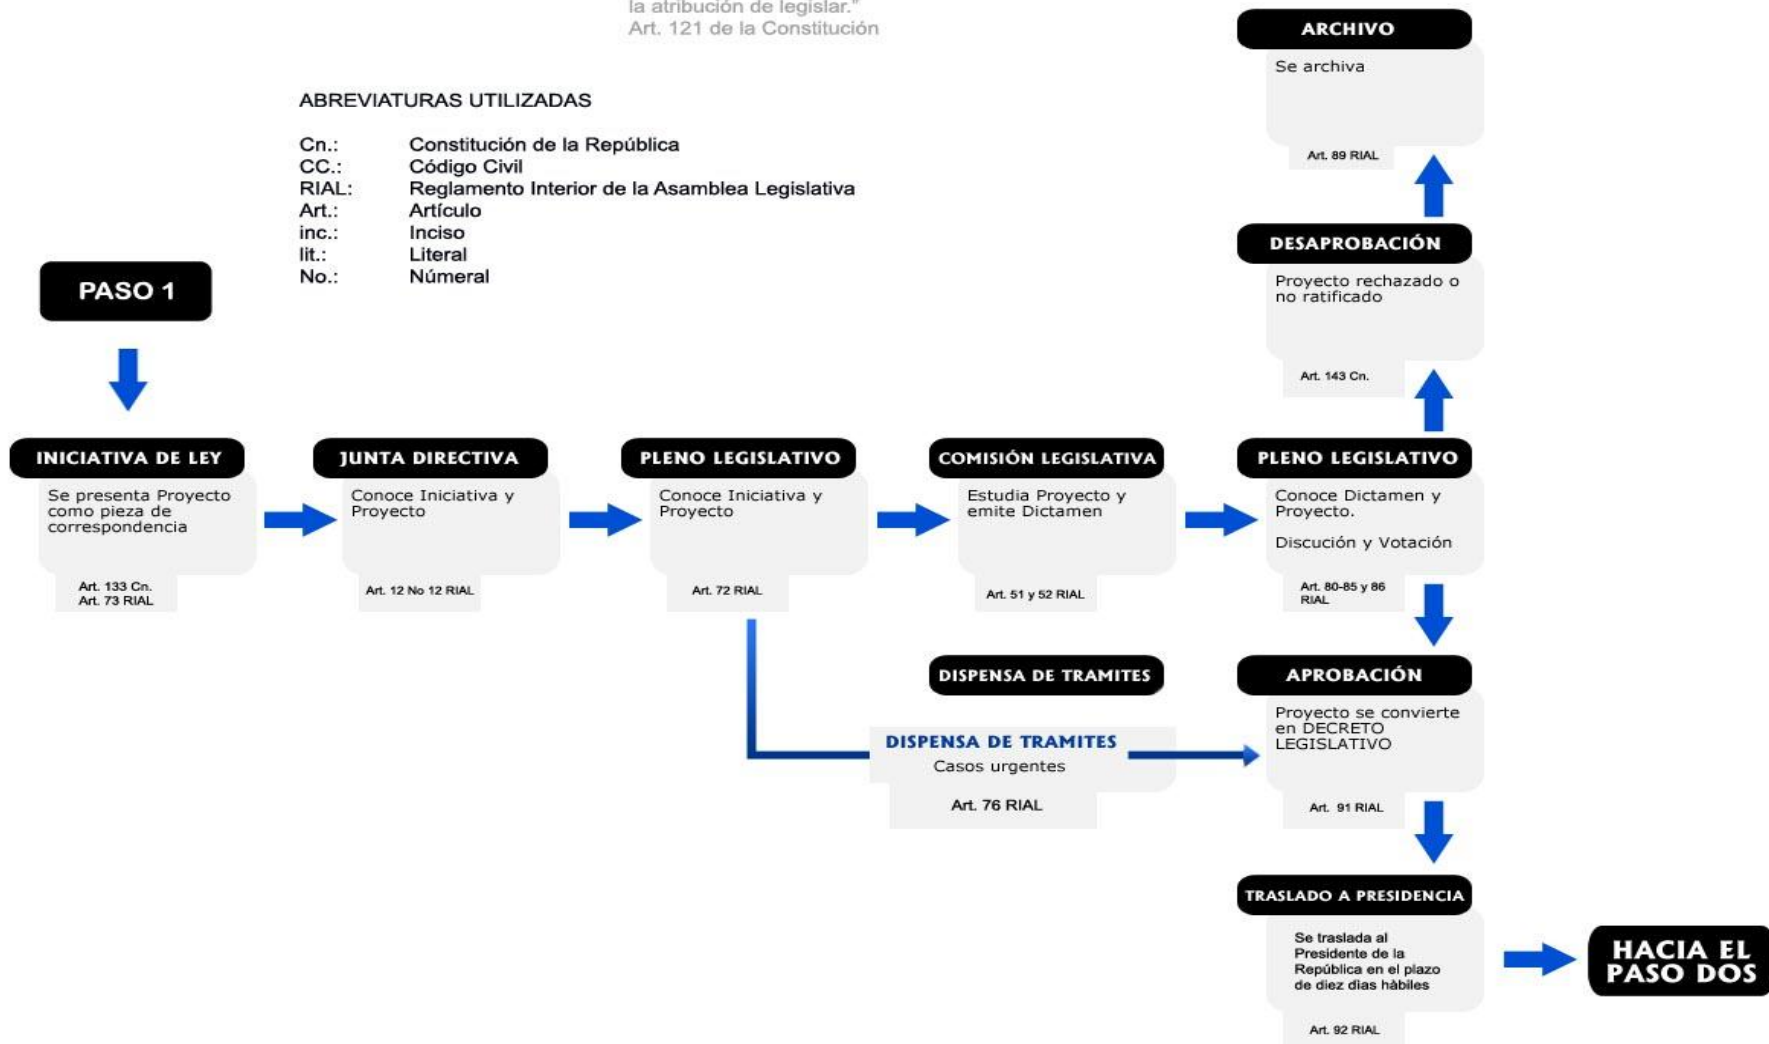 la atribución de legislar."
Art. 121 de la Constitución
ABREVIATURAS UTILIZADAS
Cn.: Constitución de la República
CC.: Código Civil
RIAL: Reglamento Interior de la Asamblea Legislativa
Art.: Artículo
inc.: Inciso
lit.: Literal
No.: Númeral
PASO 1
INICIATIVA DE LEY
Se presenta Proyecto
como pieza de
correspondencia
Art. 133 Cn.
Art. 73 RIAL
JUNTA DIRECTIVA
Conoce Iniciativa y
Proyecto
Art. 12 No 12 RIAL
PLENO LEGISLATIVO
Conoce Iniciativa y
Proyecto
Art. 72 RIAL
COMISIÓN LEGISLATIVA
Estudia Proyecto y
emite Dictamen
Art. 51 y 52 RIAL
PLENO LEGISLATIVO
Conoce Dictamen y
Proyecto.
Discución y Votación
Art. 80-85 y 86
RIAL
ARCHIVO
Se archiva
Art. 89 RIAL
DESAPROBACIÓN
Proyecto rechazado o
no ratificado
Art. 143 Cn.
DISPENSA DE TRAMITES
DISPENSA DE TRAMITES
Casos urgentes
Art. 76 RIAL
APROBACIÓN
Proyecto se convierte
en DECRETO
LEGISLATIVO
Art. 91 RIAL
TRASLADO A PRESIDENCIA
Se traslada al
Presidente de la
República en el plazo
de diez dias hàbiles
Art. 92 RIAL
HACIA EL
PASO DOS